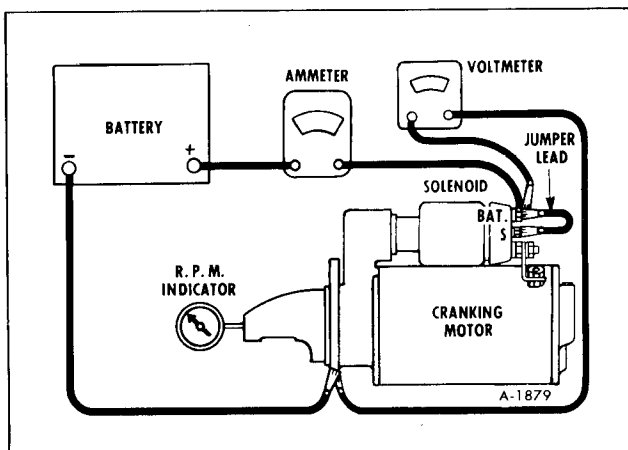 AMMETER
VOLTMETER
BATTERY
-
+
JUMPER
LEAD
SOLENOID
BAT.
S
R. P. M.
INDICATOR
CRANKING
MOTOR
A-1879